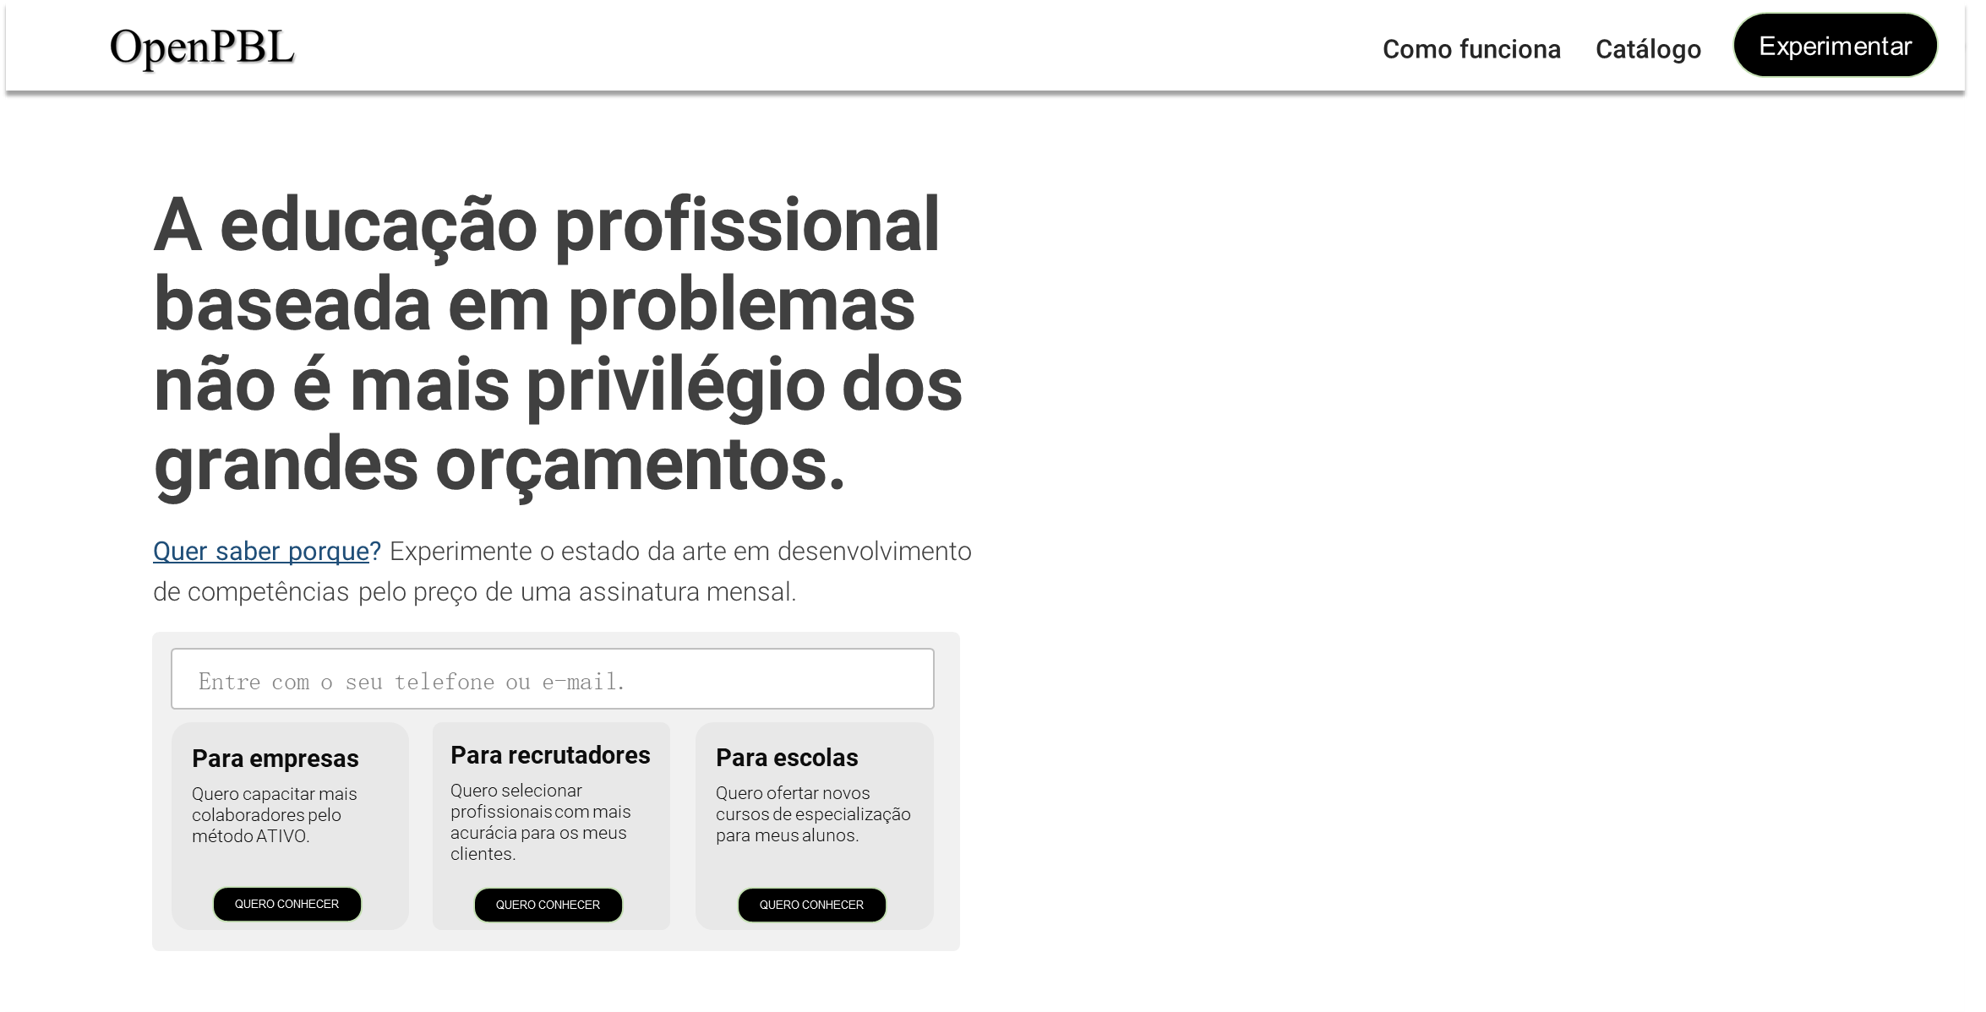 OpenPBL
Como funciona
Catálogo
Experimentar
A educação profissional
baseada em problemas
não é mais privilégio dos
grandes orçamentos.
Quer saber porque? Experimente o estado da arte em desenvolvimento
de competências pelo preço de uma assinatura mensal.
Entre com o seu telefone ou e-mail.
Para empresas
Quero capacitar mais
colaboradores pelo
método ATIVO.
QUERO CONHECER
Para recrutadores
Quero selecionar
profissionais com mais
acurácia para os meus
clientes.
QUERO CONHECER
Para escolas
Quero ofertar novos
cursos de especialização
para meus alunos.
QUERO CONHECER